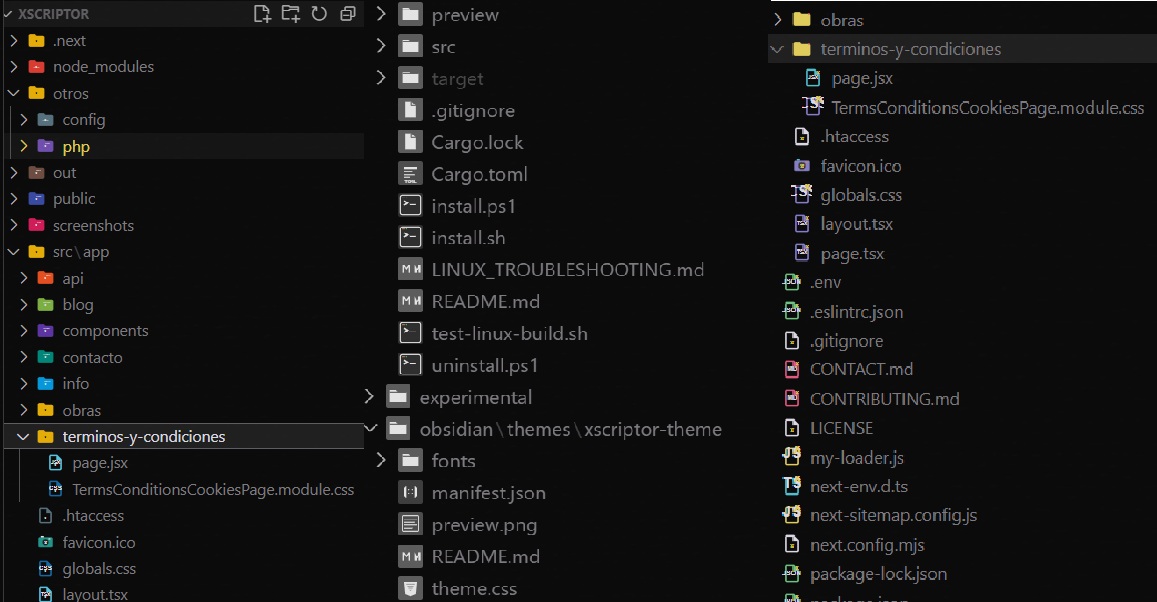 XSCRIPTOR
.next
node_modules
otros
config
php
out
public
screenshots
src\app
api
blog
components
contacto
info
obras
terminos-y-condiciones
page.jsx
TermsConditionsCookiesPage.module.css
.htaccess
favicon.ico
globals.css
layout.tsx
preview
src
target
.gitignore
Cargo.lock
Cargo.toml
install.ps1
install.sh
LINUX_TROUBLESHOOTING.md
README.md
test-linux-build.sh
uninstall.ps1
experimental
obsidian\themes\xscriptor-theme
fonts
manifest.json
preview.png
README.md
theme.css
obras
terminos-y-condiciones
page.jsx
TermsConditionsCookiesPage.module.css
.htaccess
favicon.ico
globals.css
layout.tsx
page.tsx
.env
.eslintrc.json
.gitignore
CONTACT.md
CONTRIBUTING.md
LICENSE
my-loader.js
next-env.d.ts
next-sitemap.config.js
next.config.mjs
package-lock.json
package.json